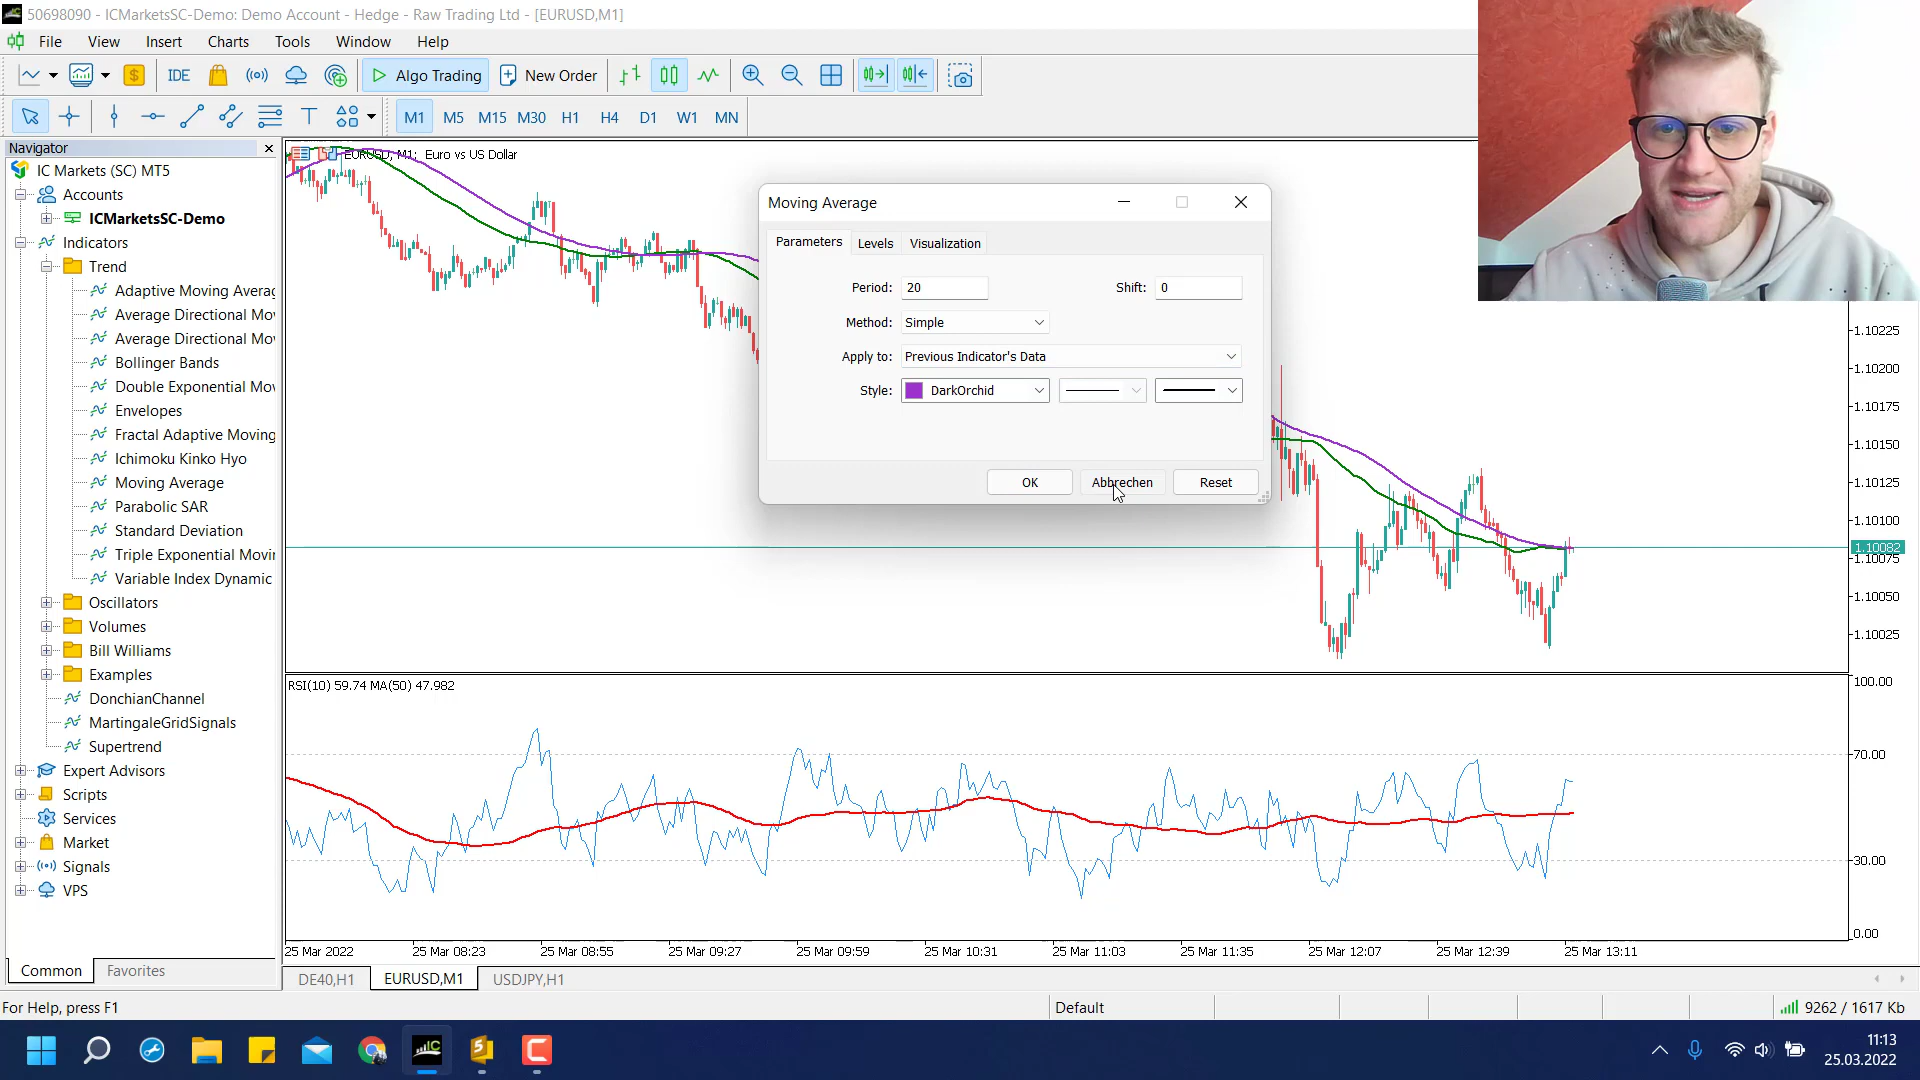 50698090 - ICMarketsSC-Demo: Demo Account - Hedge - Raw Trading Ltd - [EURUSD,M1]
File View Insert Charts Tools Window Help
IDE Algo Trading New Order
T M1 M5 M15 M30 H1 H4 D1 W1 MN
Navigator
IC Markets (SC) MT5
Accounts
ICMarketsSC-Demo
Indicators
Trend
Adaptive Moving Averag
Average Directional Mo
Average Directional Mo
Bollinger Bands
Double Exponential Mov
Envelopes
Fractal Adaptive Moving
Ichimoku Kinko Hyo
Moving Average
Parabolic SAR
Standard Deviation
Triple Exponential Movi
Variable Index Dynamic
Oscillators
Volumes
Bill Williams
Examples
DonchianChannel
MartingaleGridSignals
Supertrend
Expert Advisors
Scripts
Services
Market
Signals
VPS
Common Favorites
EURUSD, M1: Euro vs US Dollar
Moving Average
Parameters Levels Visualization
Period: 20 Shift: 0
Method: Simple
Apply to: Previous Indicator's Data
Style: DarkOrchid
OK Abbrechen Reset
1.10225
1.10200
1.10175
1.10150
1.10125
1.10100
1.10082
1.10075
1.10050
1.10025
RSI(10) 59.74 MA(50) 47.982
100.00
70.00
30.00
0.00
25 Mar 2022 25 Mar 08:23 25 Mar 08:55 25 Mar 09:27 25 Mar 09:59 25 Mar 10:31 25 Mar 11:03 25 Mar 11:35 25 Mar 12:07 25 Mar 12:39 25 Mar 13:11
DE40,H1 EURUSD,M1 USDJPY,H1
For Help, press F1 Default 9262 / 1617 Kb
IC 5 C
11:13
25.03.2022